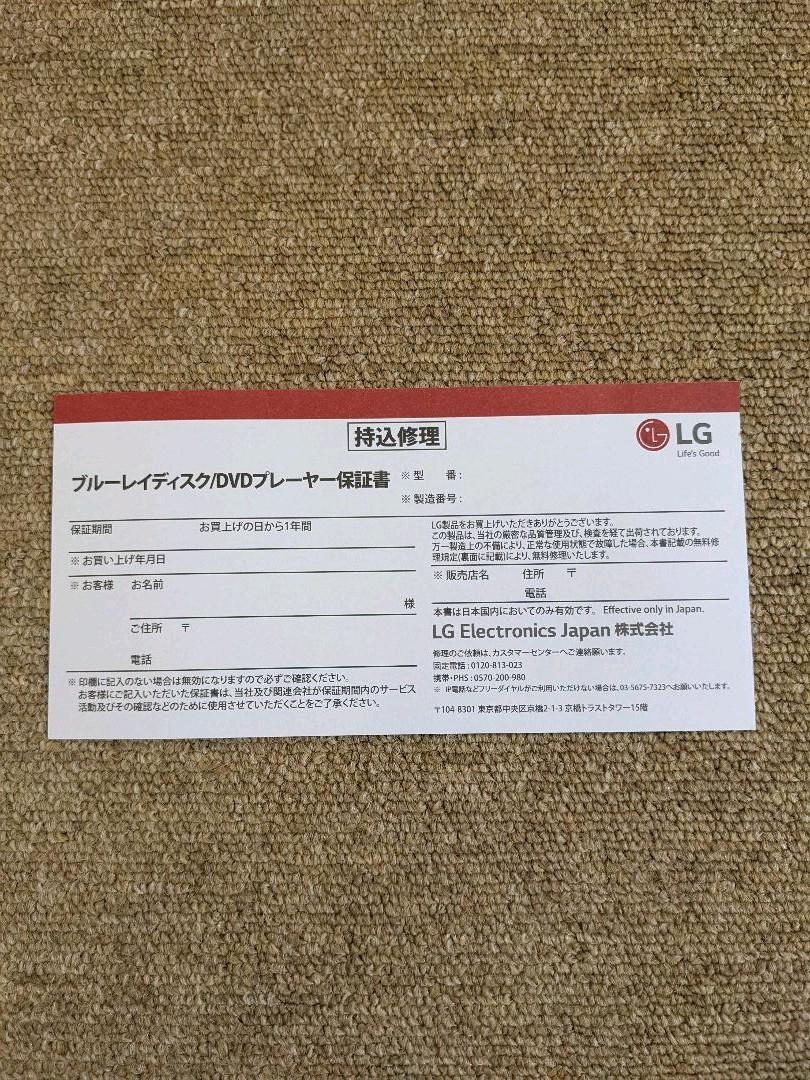 持込修理
LG
Life's Good
ブルーレイディスク/DVDプレーヤー保証書
※型　番:
※製造番号:
保証期間　お買上げの日から1年間
※お買い上げ年月日
※お客様　お名前
様
ご住所　〒
電話
※印欄に記入のない場合は無効になりますので必ずご確認ください。
お客様にご記入いただいた保証書は、当社及び関連会社が保証期間内のサービス
活動及びその確認などのために使用させていただくことをご了承ください。
LG製品をお買上げいただきありがとうございます。
この製品は、当社の厳密な品質管理及び、検査を経て出荷されております。
万一製造上の不備により、正常な使用状態で故障した場合、本書記載の無料修
理規定(裏面に記載)により、無料修理いたします。
※販売店名　住所　〒
電話
本書は日本国内においてのみ有効です。 Effective only in Japan.
LG Electronics Japan 株式会社
修理のご依頼は、カスタマーセンターへご連絡願います。
固定電話:0120-813-023
携帯・PHS:0570-200-980
※ IP電話などフリーダイヤルがご利用いただけない場合は、03-5675-7323へお願いいたします。
〒104-8301 東京都中央区京橋2-1-3 京橋トラストタワー15階